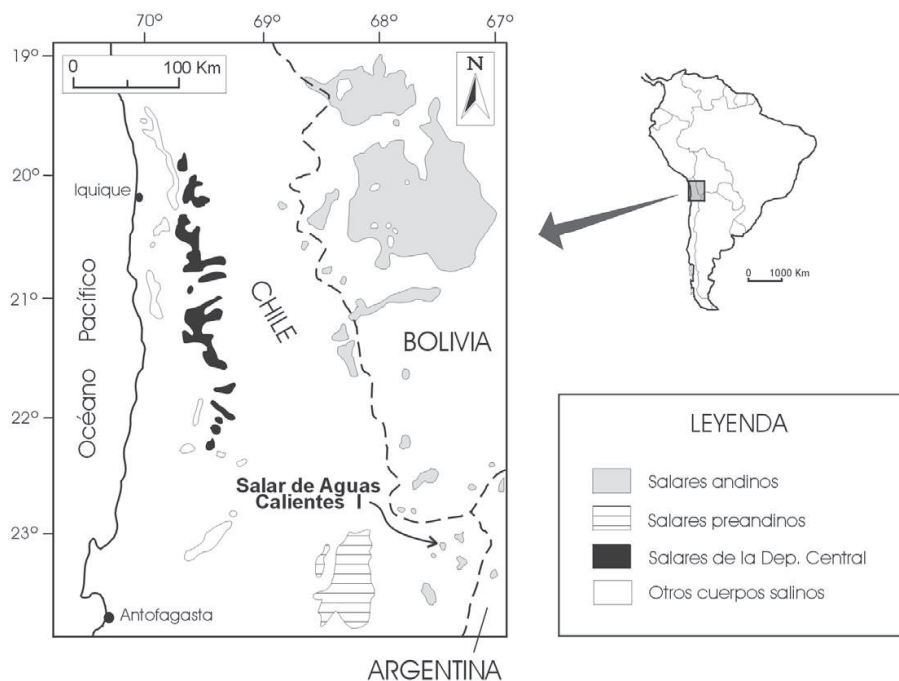 70°
69°
68°
67°
19°
20°
21°
22°
23°
0
100 Km
N
Iquique
Océano Pacífico
CHILE
BOLIVIA
Salar de Aguas
Calientes I
Antofagasta
ARGENTINA
0
1000 Km
LEYENDA
Salares andinos
Salares preandinos
Salares de la Dep. Central
Otros cuerpos salinos